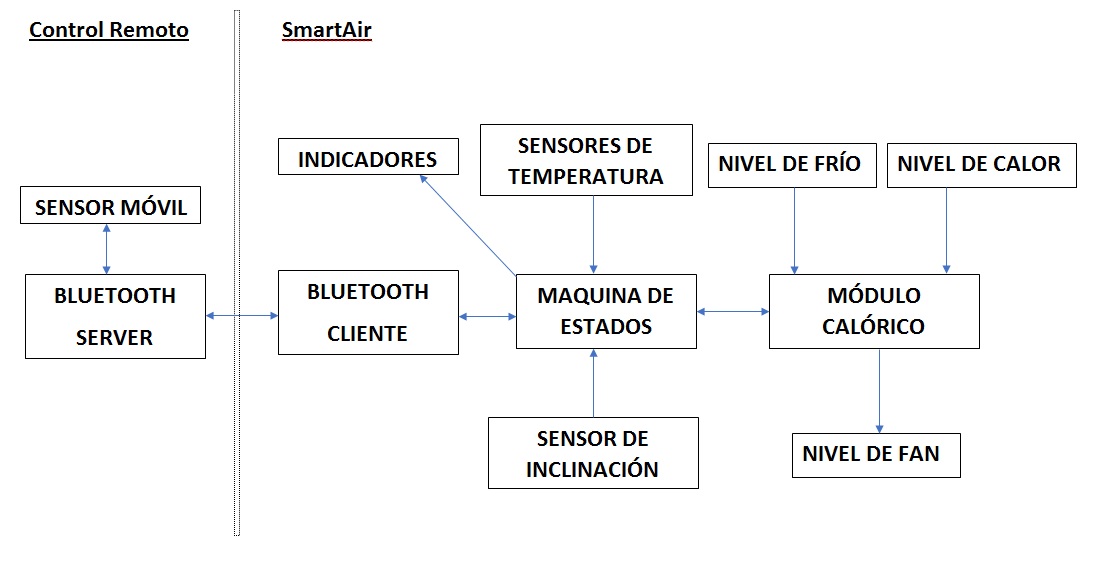 Control Remoto
SmartAir
INDICADORES
SENSORES DE
TEMPERATURA
NIVEL DE FRÍO
NIVEL DE CALOR
SENSOR MÓVIL
BLUETOOTH
SERVER
BLUETOOTH
CLIENTE
MAQUINA DE
ESTADOS
MÓDULO
CALÓRICO
SENSOR DE
INCLINACIÓN
NIVEL DE FAN